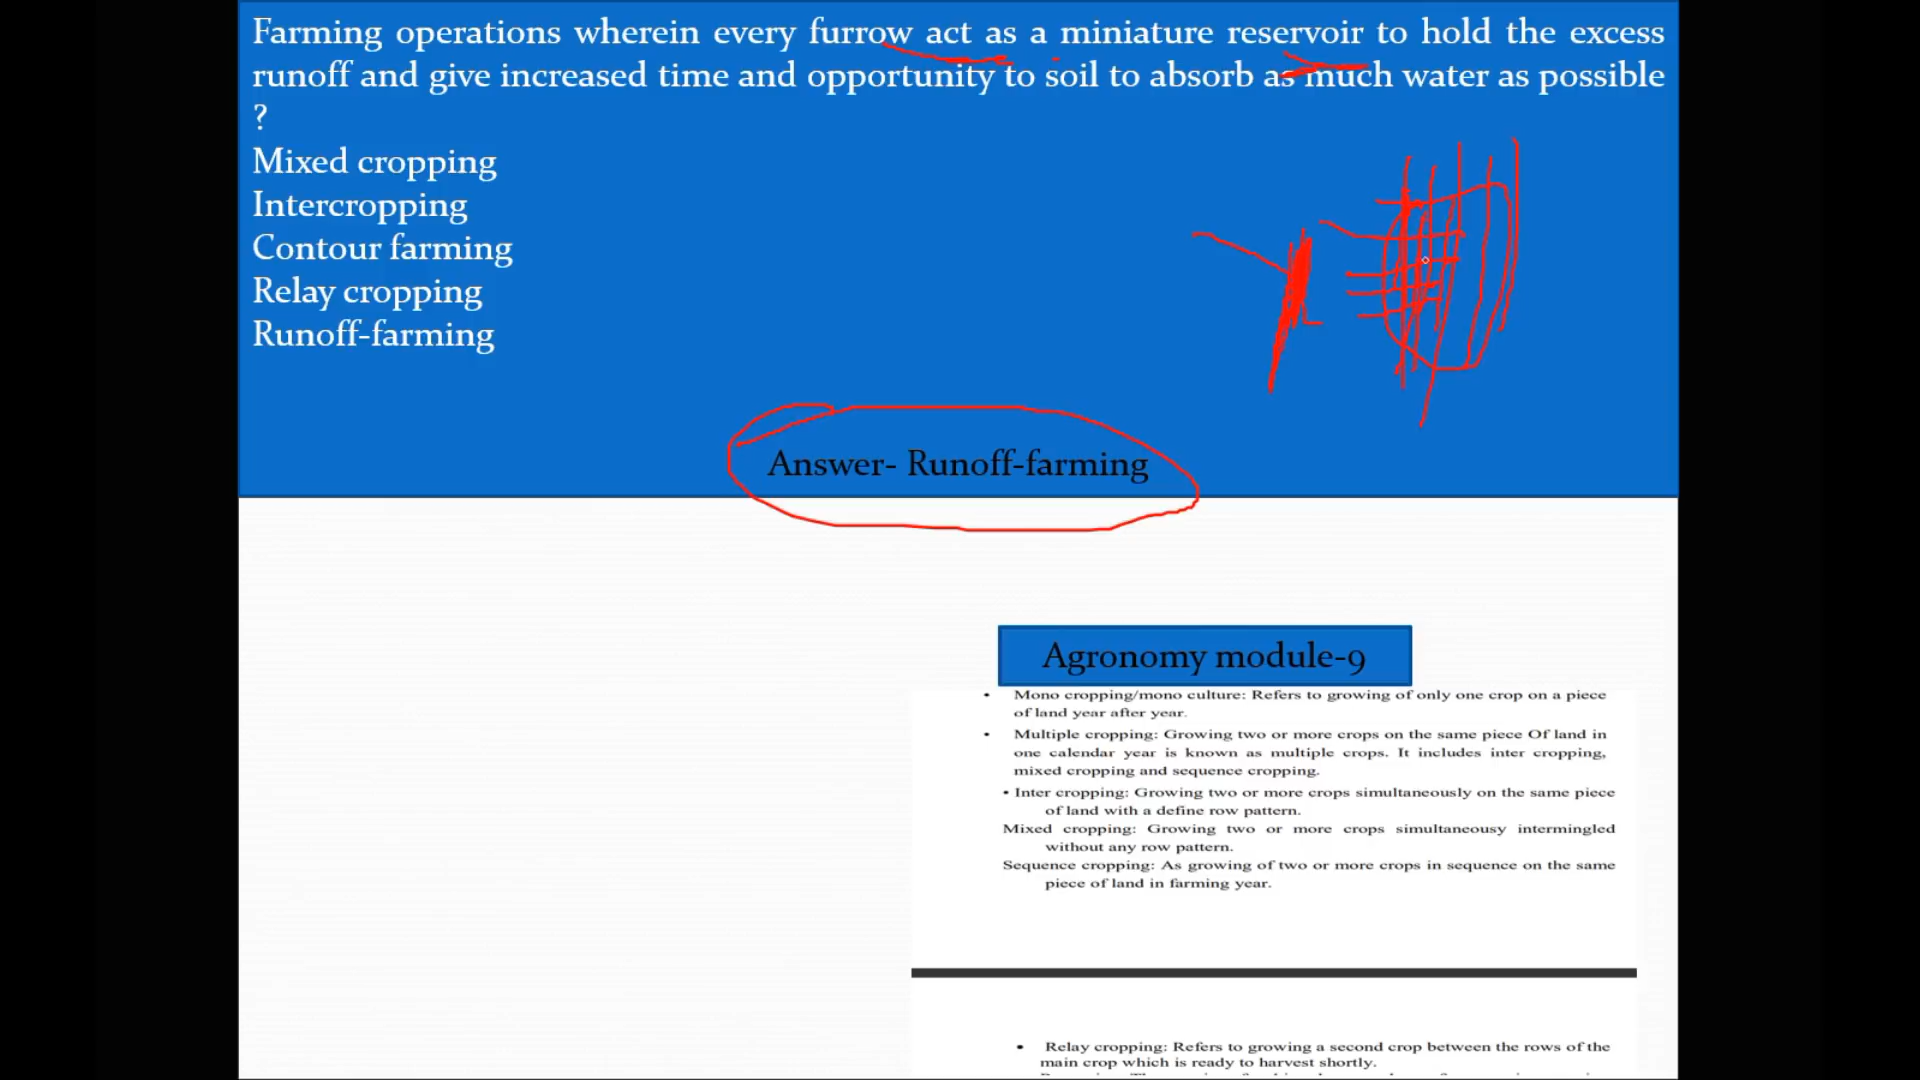 Farming operations wherein every furrow act as a miniature reservoir to hold the excess
runoff and give increased time and opportunity to soil to absorb as much water as possible
?
Mixed cropping
Intercropping
Contour farming
Relay cropping
Runoff-farming
Answer- Runoff-farming
Agronomy module-9
• Mono cropping/mono culture: Refers to growing of only one crop on a piece
of land year after year.
• Multiple cropping: Growing two or more crops on the same piece Of land in
one calendar year is known as multiple crops. It includes inter cropping,
mixed cropping and sequence cropping.
• Inter cropping: Growing two or more crops simultaneously on the same piece
of land with a define row pattern.
Mixed cropping: Growing two or more crops simultaneousy intermingled
without any row pattern.
Sequence cropping: As growing of two or more crops in sequence on the same
piece of land in farming year.
• Relay cropping: Refers to growing a second crop between the rows of the
main crop which is ready to harvest shortly.